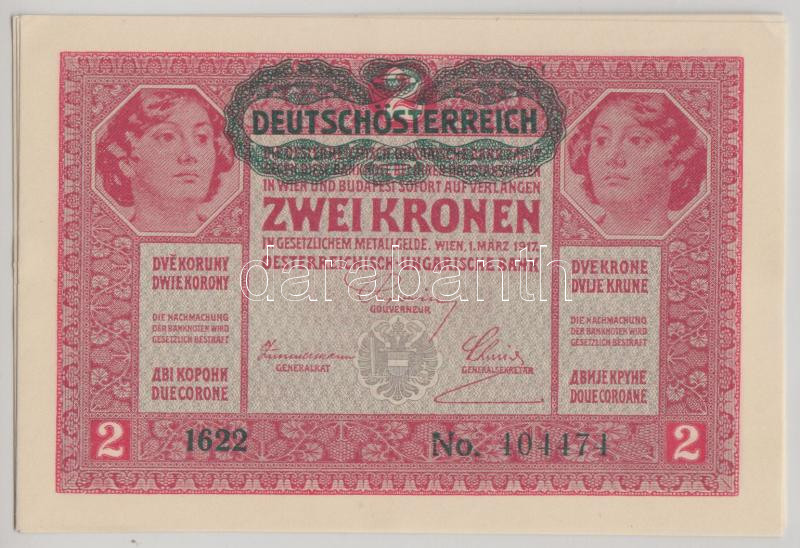 2
DEUTSCHÖSTERREICH
IN WIEN UND BUDAPEST SOFORT AUF VERLANGEN
ZWEI KRONEN
IN GESETZLICHEM METALLGELDE. WIEN, 1. MÄRZ 1917.
OESTERREICHISCH-UNGARISCHE BANK
GOUVERNEUR
GENERALRAT
GENERALSEKRETÄR
DVĚ KORUNY
DWIE KORONY
DIE NACHMACHUNG
DER BANKNOTEN WIRD
GESETZLICH BESTRAFT
ДВІ КОРОНИ
DUE CORONE
DVE KRONE
DVIJE KRUNE
DIE NACHMACHUNG
DER BANKNOTEN WIRD
GESETZLICH BESTRAFT
ДВИЈЕ КРУНЕ
DOUE COROANE
2
1622
No. 404474
2
darabanth